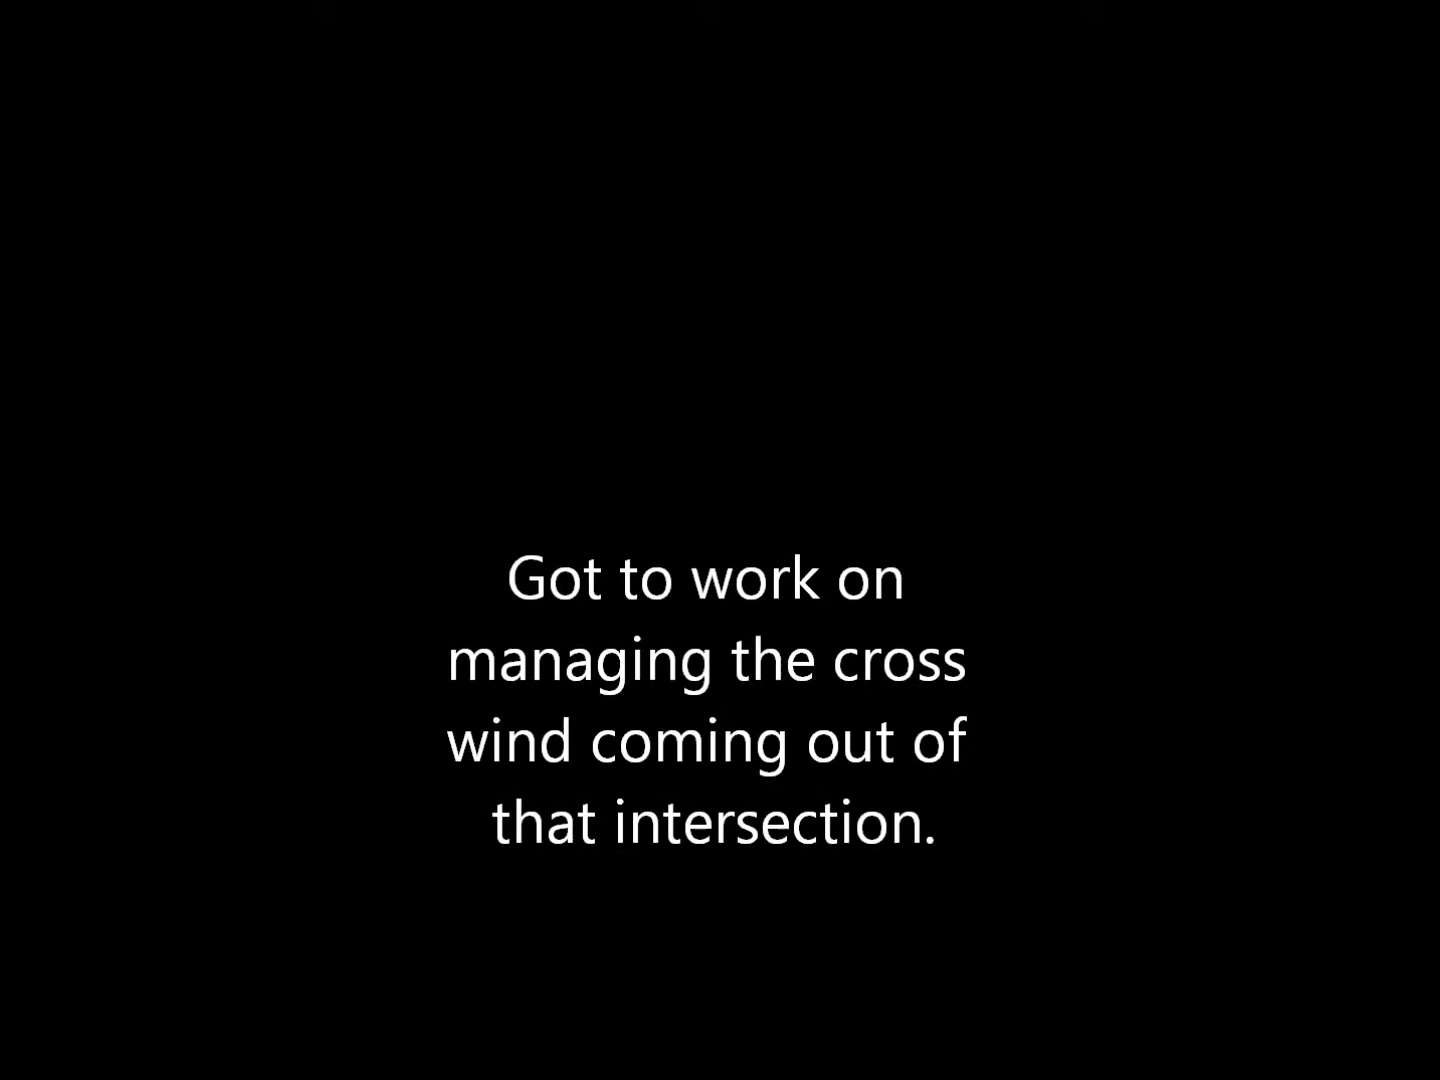 Got to work on
managing the cross
wind coming out of
that intersection.